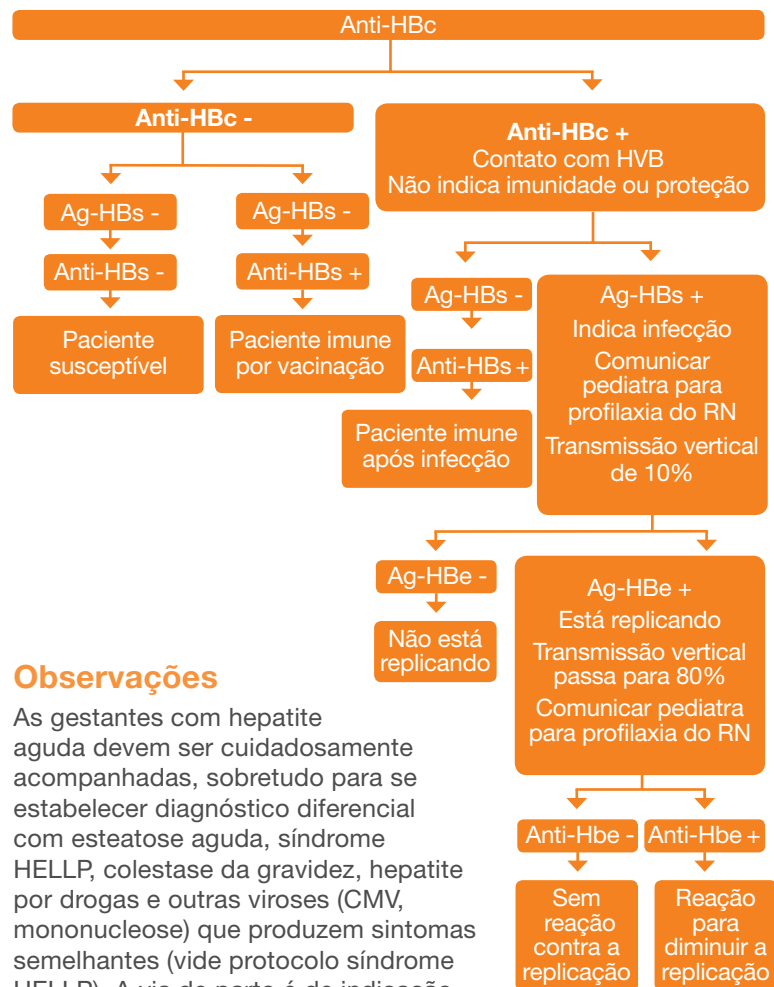 Anti-HBc
Anti-HBc -
Anti-HBc +
Contato com HVB
Não indica imunidade ou proteção
Ag-HBs -
Anti-HBs -
Paciente
susceptível
Ag-HBs -
Anti-HBs +
Paciente imune
por vacinação
Ag-HBs -
Anti-HBs +
Paciente imune
após infecção
Ag-HBs +
Indica infecção
Comunicar
pediatra para
profilaxia do RN
Transmissão vertical
de 10%
Ag-HBe -
Não está
replicando
Ag-HBe +
Está replicando
Transmissão vertical
passa para 80%
Comunicar pediatra
para profilaxia do RN
Anti-Hbe -
Sem
reação
contra a
replicação
Anti-Hbe +
Reação
para
diminuir a
replicação
Observações
As gestantes com hepatite
aguda devem ser cuidadosamente
acompanhadas, sobretudo para se
estabelecer diagnóstico diferencial
com esteatose aguda, síndrome
HELLP, colestase da gravidez, hepatite
por drogas e outras viroses (CMV,
mononucleose) que produzem sintomas
semelhantes (vide protocolo síndrome
HELLP). A via de parto é de indicação